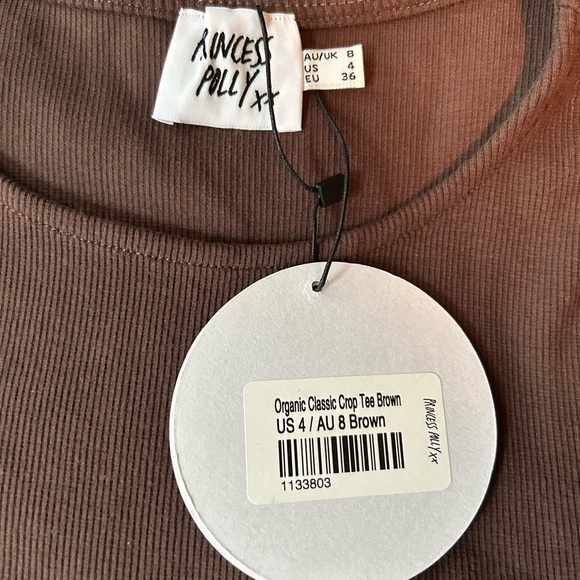 PRINCESS
POLLY xx
AU/UK 8
US 4
EU 36
Organic Classic Crop Tee Brown
US 4 / AU 8 Brown
1133803
PRINCESS POLLY xx